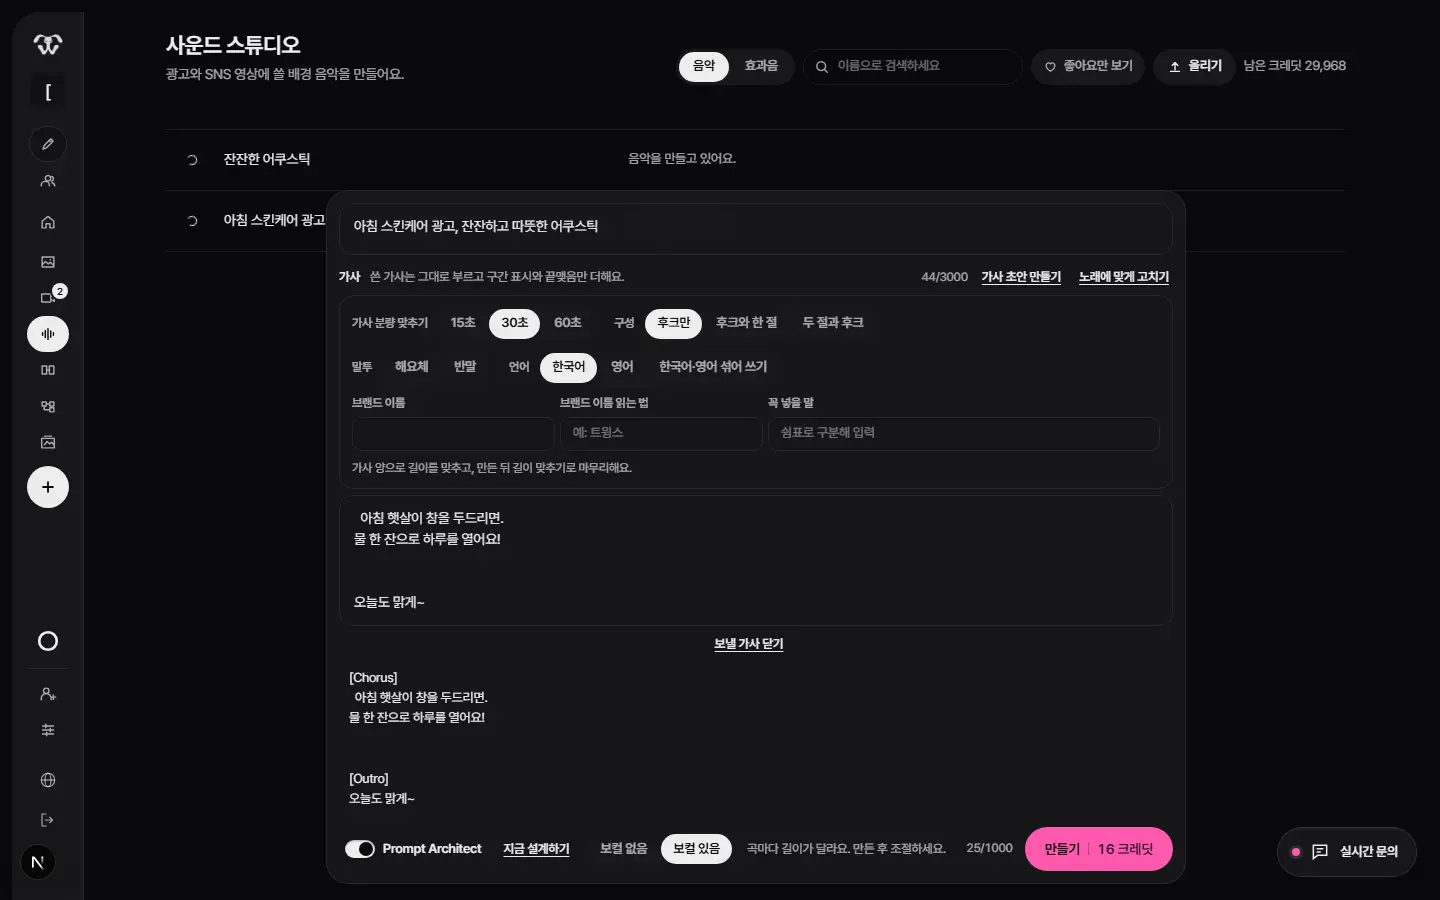 사운드 스튜디오
광고와 SNS 영상에 쓸 배경 음악을 만들어요.
음악 효과음 이름으로 검색하세요 좋아요만 보기 올리기 남은 크레딧 29,968
[
잔잔한 어쿠스틱 음악을 만들고 있어요.
아침 스킨케어 광고
아침 스킨케어 광고, 잔잔하고 따뜻한 어쿠스틱
가사 쓴 가사는 그대로 부르고 구간 표시와 끝맺음만 더해요. 44/3000 가사 초안 만들기 노래에 맞게 고치기
2
가사 분량 맞추기 15초 30초 60초 구성 후크만 후크와 한 절 두 절과 후크
말투 해요체 반말 언어 한국어 영어 한국어·영어 섞어 쓰기
브랜드 이름 브랜드 이름 읽는 법 꼭 넣을 말
예: 트윙스 쉼표로 구분해 입력
가사 양으로 길이를 맞추고, 만든 뒤 길이 맞추기로 마무리해요.
아침 햇살이 창을 두드리면.
물 한 잔으로 하루를 열어요!
오늘도 맑게~
보낼 가사 닫기
[Chorus]
아침 햇살이 창을 두드리면.
물 한 잔으로 하루를 열어요!
[Outro]
오늘도 맑게~
Prompt Architect 지금 설계하기 보컬 없음 보컬 있음 곡마다 길이가 달라요. 만든 후 조절하세요. 25/1000 만들기 16 크레딧
실시간 문의
N